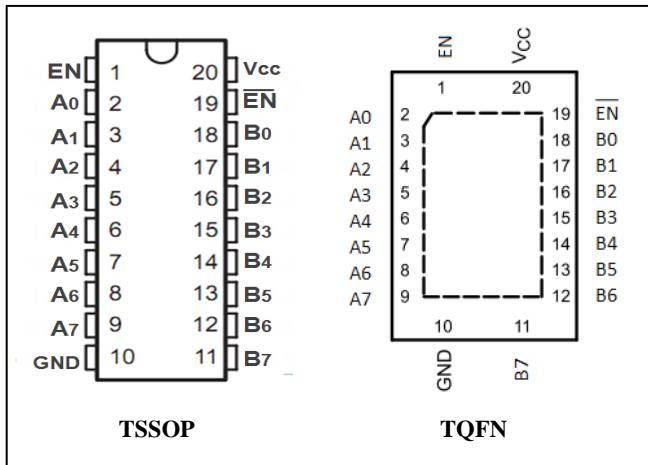 EN 1 20 Vcc
A0 2 19 E̅N̅
A1 3 18 B0
A2 4 17 B1
A3 5 16 B2
A4 6 15 B3
A5 7 14 B4
A6 8 13 B5
A7 9 12 B6
GND 10 11 B7
TSSOP
EN VCC
1 20
A0 2 19 E̅N̅
A1 3 18 B0
A2 4 17 B1
A3 5 16 B2
A4 6 15 B3
A5 7 14 B4
A6 8 13 B5
A7 9 12 B6
10 11
GND B7
TQFN